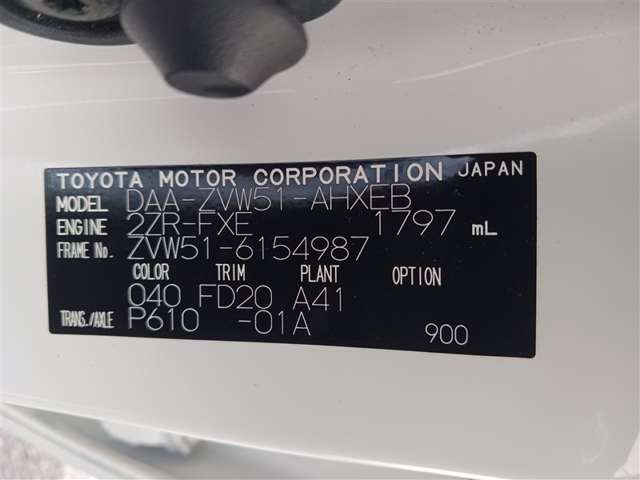 TOYOTA MOTOR CORPORATION JAPAN
MODEL DAA-ZVW51-AHXEB
ENGINE 2ZR-FXE 1797 mL
FRAME No. ZVW51-6154987
COLOR TRIM PLANT OPTION
040 FD20 A41
TRANS./AXLE P610 -01A
900